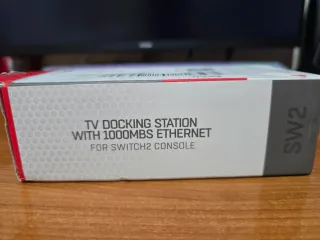 TV DOCKING STATION
WITH 1000MBS ETHERNET
FOR SWITCH2 CONSOLE
SW2